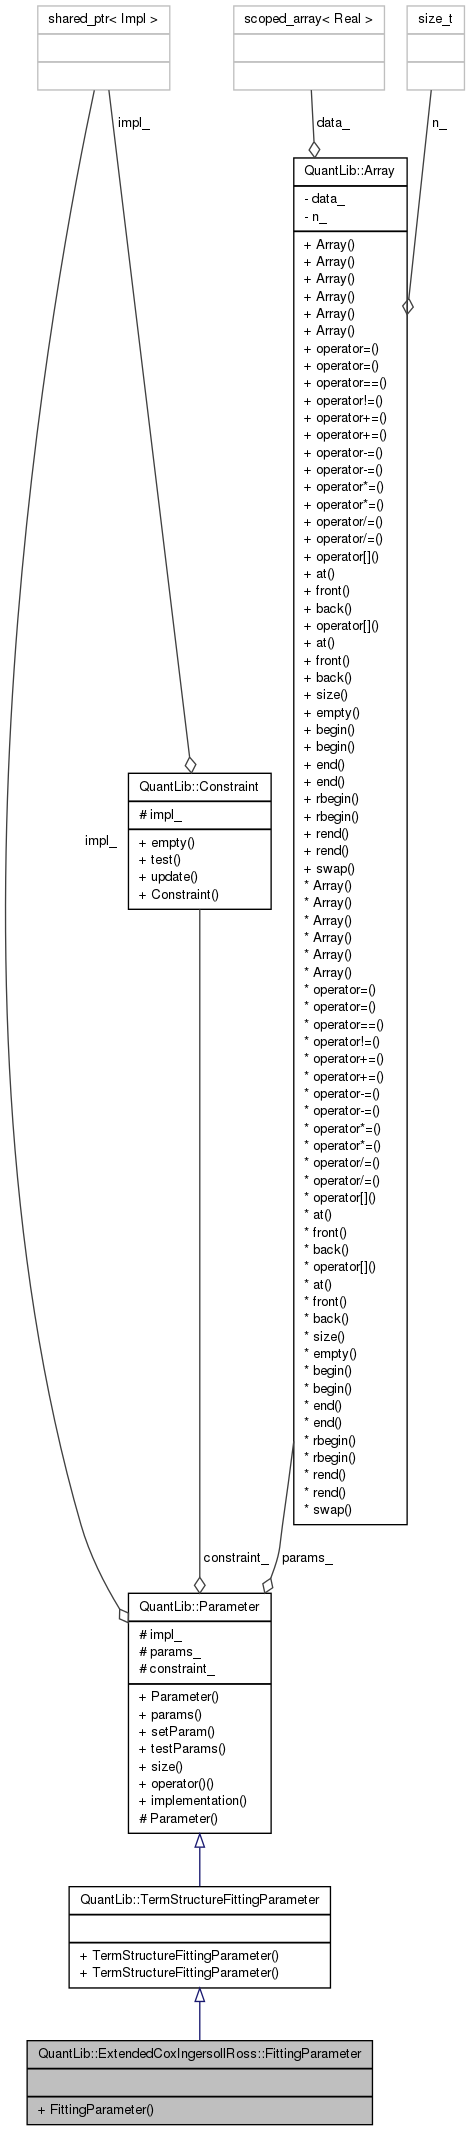 shared_ptr< Impl >
scoped_array< Real >
size_t
impl_
data_
n_
QuantLib::Array
- data_
- n_
+ Array()
+ Array()
+ Array()
+ Array()
+ Array()
+ Array()
+ operator=()
+ operator=()
+ operator==()
+ operator!=()
+ operator+=()
+ operator+=()
+ operator-=()
+ operator-=()
+ operator*=()
+ operator*=()
+ operator/=()
+ operator/=()
+ operator[]()
+ at()
+ front()
+ back()
+ operator[]()
+ at()
+ front()
+ back()
+ size()
+ empty()
+ begin()
+ begin()
+ end()
+ end()
+ rbegin()
+ rbegin()
+ rend()
+ rend()
+ swap()
* Array()
* Array()
* Array()
* Array()
* Array()
* Array()
* operator=()
* operator=()
* operator==()
* operator!=()
* operator+=()
* operator+=()
* operator-=()
* operator-=()
* operator*=()
* operator*=()
* operator/=()
* operator/=()
* operator[]()
* at()
* front()
* back()
* operator[]()
* at()
* front()
* back()
* size()
* empty()
* begin()
* begin()
* end()
* end()
* rbegin()
* rbegin()
* rend()
* rend()
* swap()
QuantLib::Constraint
# impl_
+ empty()
+ test()
+ update()
+ Constraint()
impl_
constraint_
params_
QuantLib::Parameter
# impl_
# params_
# constraint_
+ Parameter()
+ params()
+ setParam()
+ testParams()
+ size()
+ operator()()
+ implementation()
# Parameter()
QuantLib::TermStructureFittingParameter
+ TermStructureFittingParameter()
+ TermStructureFittingParameter()
QuantLib::ExtendedCoxIngersollRoss::FittingParameter
+ FittingParameter()